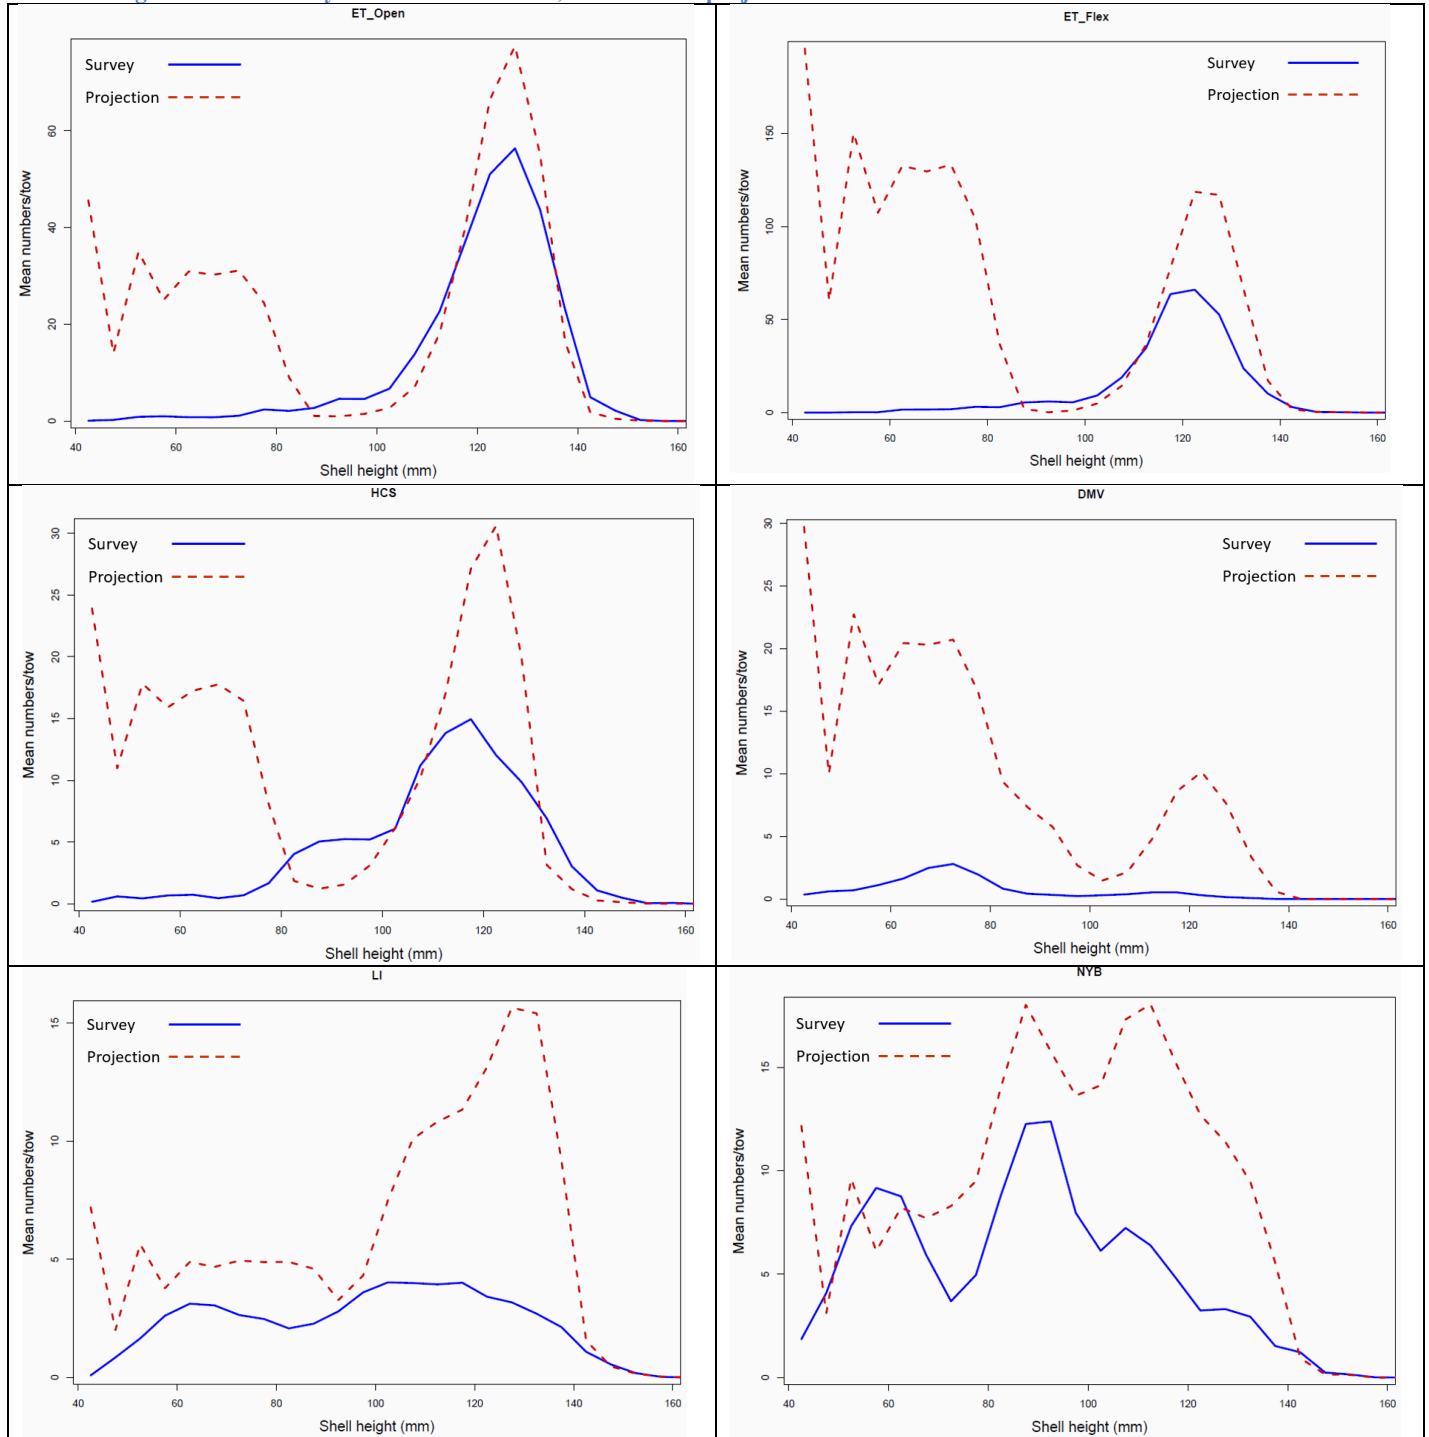 ET_Open
Survey
Projection
Mean numbers/tow
0
20
40
60
40 60 80 100 120 140 160
Shell height (mm)
ET_Flex
Survey
Projection
Mean numbers/tow
0
50
100
150
40 60 80 100 120 140 160
Shell height (mm)
HCS
Survey
Projection
Mean numbers/tow
0
5
10
15
20
25
30
40 60 80 100 120 140 160
Shell height (mm)
DMV
Survey
Projection
Mean numbers/tow
0
5
10
15
20
25
30
40 60 80 100 120 140 160
Shell height (mm)
LI
Survey
Projection
Mean numbers/tow
0
5
10
15
40 60 80 100 120 140 160
Shell height (mm)
NYB
Survey
Projection
Mean numbers/tow
0
5
10
15
40 60 80 100 120 140 160
Shell height (mm)